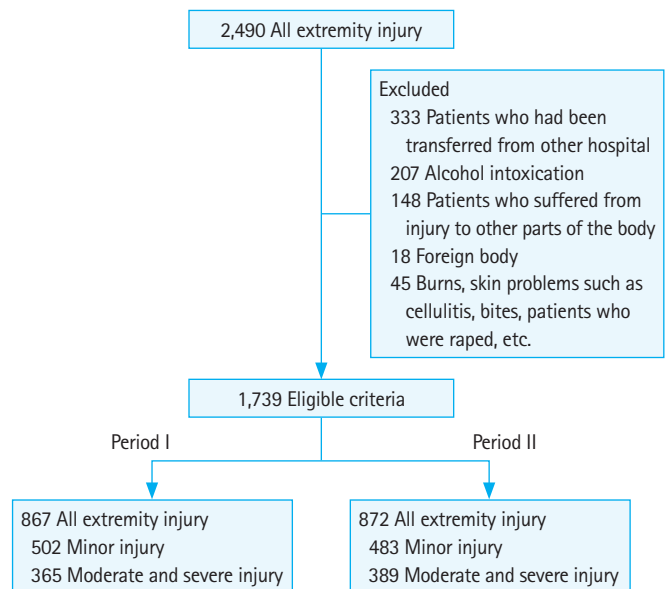 2,490 All extremity injury
Excluded
333 Patients who had been
transferred from other hospital
207 Alcohol intoxication
148 Patients who suffered from
injury to other parts of the body
18 Foreign body
45 Burns, skin problems such as
cellulitis, bites, patients who
were raped, etc.
1,739 Eligible criteria
Period I
Period II
867 All extremity injury
502 Minor injury
365 Moderate and severe injury
872 All extremity injury
483 Minor injury
389 Moderate and severe injury